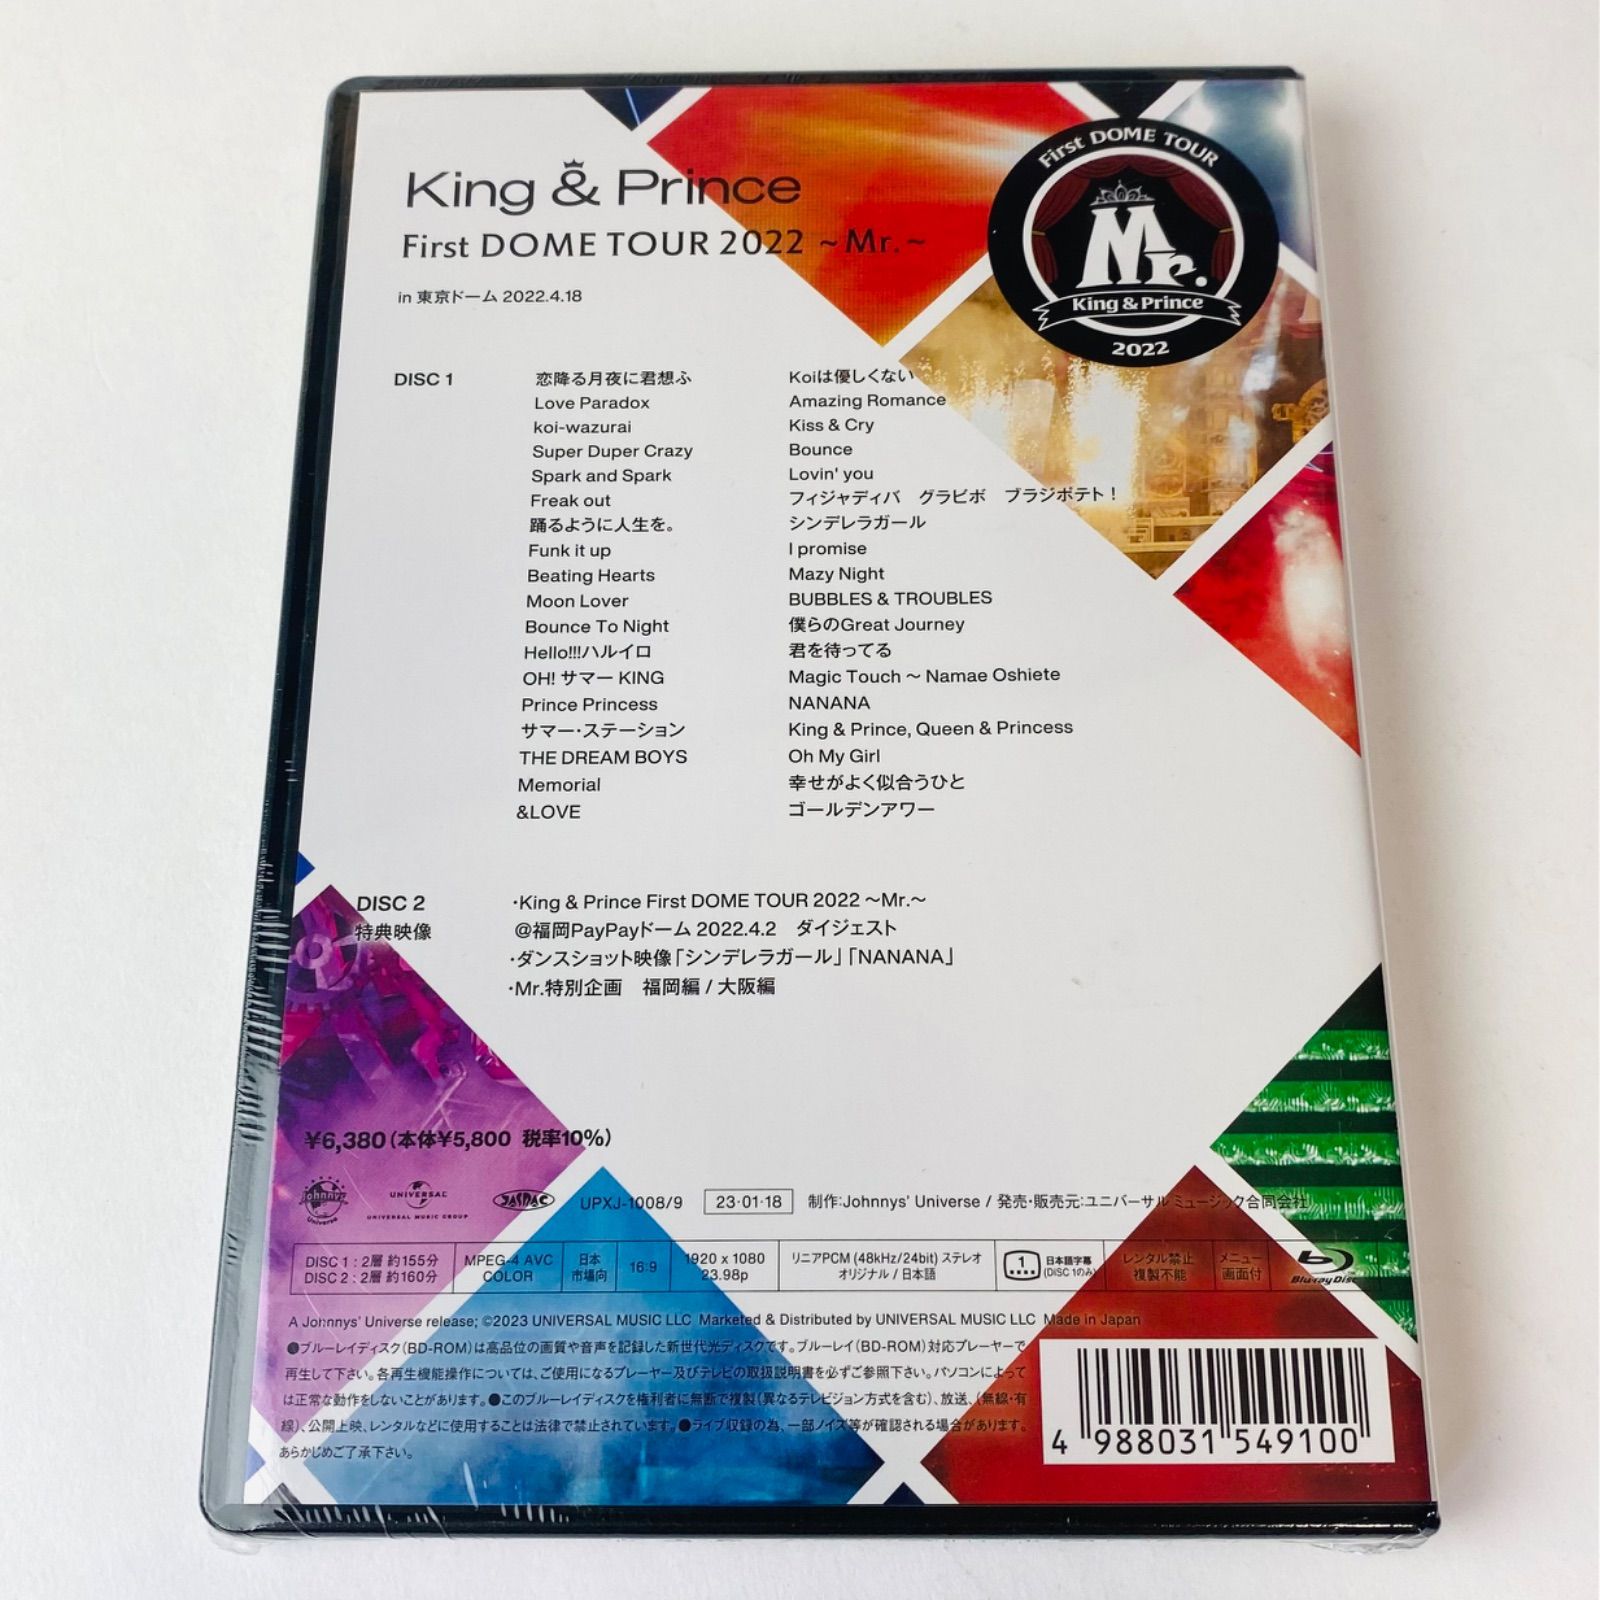 King & Prince
First DOME TOUR 2022 ~Mr.~
in 東京ドーム 2022.4.18
First DOME TOUR
Mr.
King & Prince
2022
DISC 1
恋降る月夜に君想ふ
Love Paradox
koi-wazurai
Super Duper Crazy
Spark and Spark
Freak out
踊るように人生を。
Funk it up
Beating Hearts
Moon Lover
Bounce To Night
Hello!!!ハルイロ
OH! サマー KING
Prince Princess
サマー・ステーション
THE DREAM BOYS
Memorial
&LOVE
Koiは優しくない
Amazing Romance
Kiss & Cry
Bounce
Lovin' you
フィジャディバ グラビボ ブラジポテト!
シンデレラガール
I promise
Mazy Night
BUBBLES & TROUBLES
僕らのGreat Journey
君を待ってる
Magic Touch ~ Namae Oshiete
NANANA
King & Prince, Queen & Princess
Oh My Girl
幸せがよく似合うひと
ゴールデンアワー
DISC 2
特典映像
・King & Prince First DOME TOUR 2022 ~Mr.~
@福岡PayPayドーム 2022.4.2 ダイジェスト
・ダンスショット映像「シンデレラガール」「NANANA」
・Mr.特別企画 福岡編 / 大阪編
¥6,380(本体¥5,800 税率10%)
Johnnys' Universe
UNIVERSAL
UNIVERSAL MUSIC GROUP
JASRAC
UPXJ-1008/9
23·01·18
制作:Johnnys' Universe / 発売・販売元:ユニバーサル ミュージック合同会社
DISC 1 : 2層 約155分
DISC 2 : 2層 約160分
MPEG-4 AVC
COLOR
日本
市場向
16:9
1920 x 1080
23.98p
リニアPCM (48kHz/24bit) ステレオ
オリジナル / 日本語
1
日本語字幕
(DISC 1のみ)
レンタル禁止
複製不能
メニュー
画面付
Blu-ray Disc
A Johnnys' Universe release; ©2023 UNIVERSAL MUSIC LLC Marketed & Distributed by UNIVERSAL MUSIC LLC Made in Japan
●ブルーレイディスク(BD-ROM)は高品位の画質や音声を記録した新世代光ディスクです。ブルーレイ(BD-ROM)対応プレーヤーで
再生して下さい。各再生機能操作については、ご使用になるプレーヤー及びテレビの取扱説明書を必ずご参照下さい。パソコンによって
は正常な動作をしないことがあります。●このブルーレイディスクを権利者に無断で複製(異なるテレビジョン方式を含む)、放送、(無線・有
線)、公開上映、レンタルなどに使用することは法律で禁止されています。●ライブ収録の為、一部ノイズ等が確認される場合があります。
あらかじめご了承下さい。
4 988031 549100